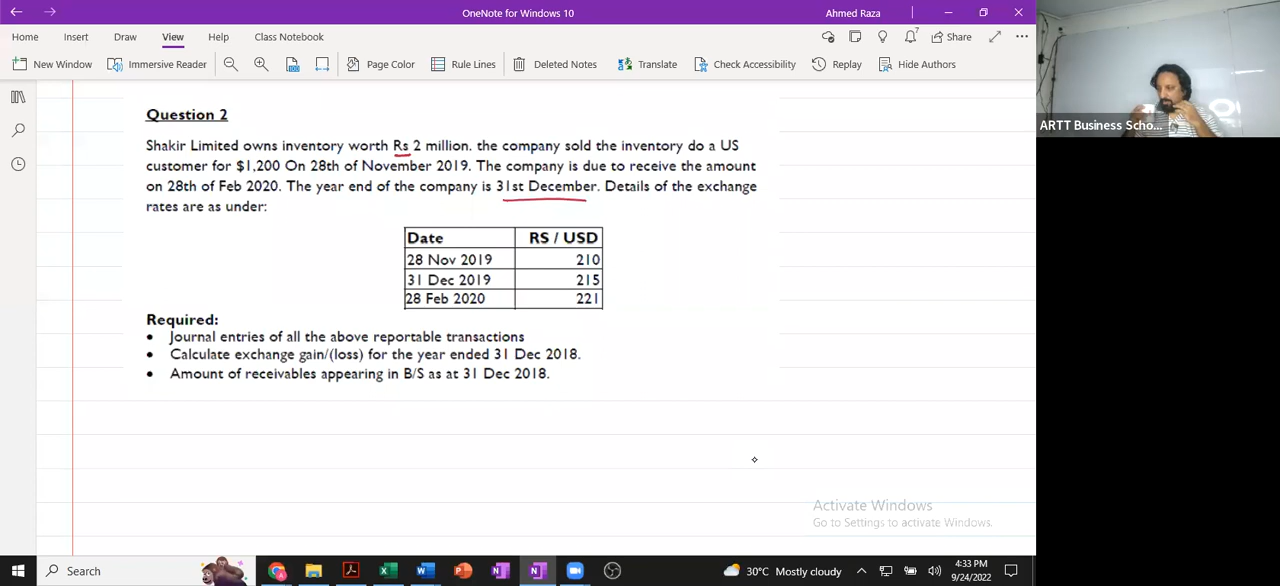 OneNote for Windows 10
Ahmed Raza
Home Insert Draw View Help Class Notebook
Share
New Window Immersive Reader Page Color Rule Lines Deleted Notes Translate Check Accessibility Replay Hide Authors
Question 2
Shakir Limited owns inventory worth Rs 2 million. the company sold the inventory do a US
customer for $1,200 On 28th of November 2019. The company is due to receive the amount
on 28th of Feb 2020. The year end of the company is 31st December. Details of the exchange
rates are as under:
Date RS / USD
28 Nov 2019 210
31 Dec 2019 215
28 Feb 2020 221
Required:
• Journal entries of all the above reportable transactions
• Calculate exchange gain/(loss) for the year ended 31 Dec 2018.
• Amount of receivables appearing in B/S as at 31 Dec 2018.
ARTT Business Scho...
Activate Windows
Go to Settings to activate Windows.
Search
30°C Mostly cloudy
4:33 PM
9/24/2022